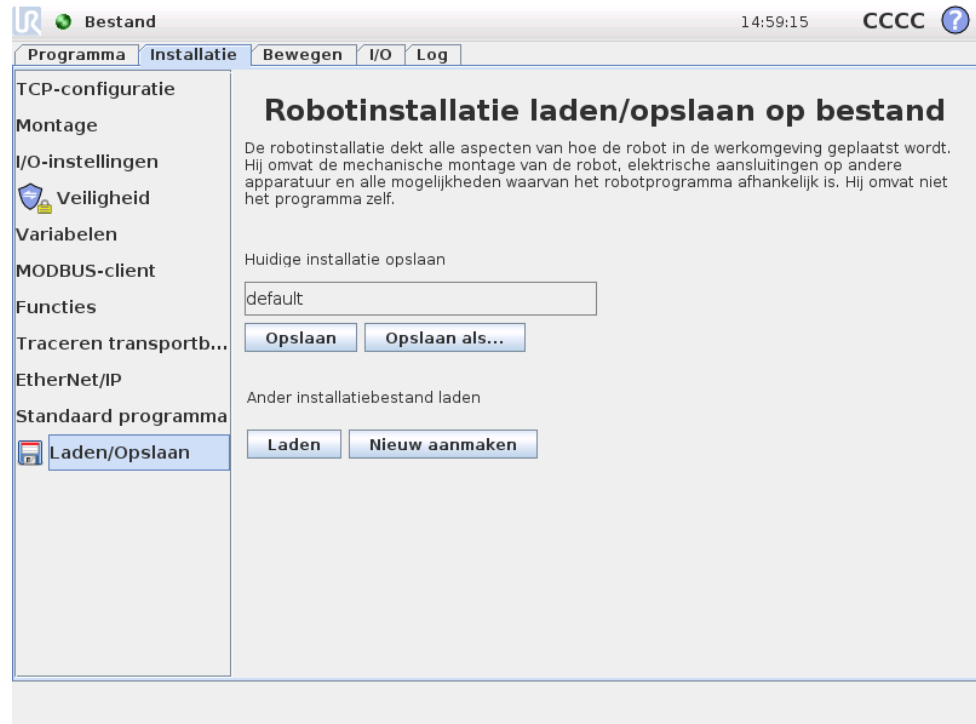 UR Bestand 14:59:15 CCCC ?
Programma Installatie Bewegen I/O Log
TCP-configuratie
Montage
I/O-instellingen
Veiligheid
Variabelen
MODBUS-client
Functies
Traceren transportb...
EtherNet/IP
Standaard programma
Laden/Opslaan
Robotinstallatie laden/opslaan op bestand
De robotinstallatie dekt alle aspecten van hoe de robot in de werkomgeving geplaatst wordt.
Hij omvat de mechanische montage van de robot, elektrische aansluitingen op andere
apparatuur en alle mogelijkheden waarvan het robotprogramma afhankelijk is. Hij omvat niet
het programma zelf.
Huidige installatie opslaan
default
Opslaan Opslaan als...
Ander installatiebestand laden
Laden Nieuw aanmaken